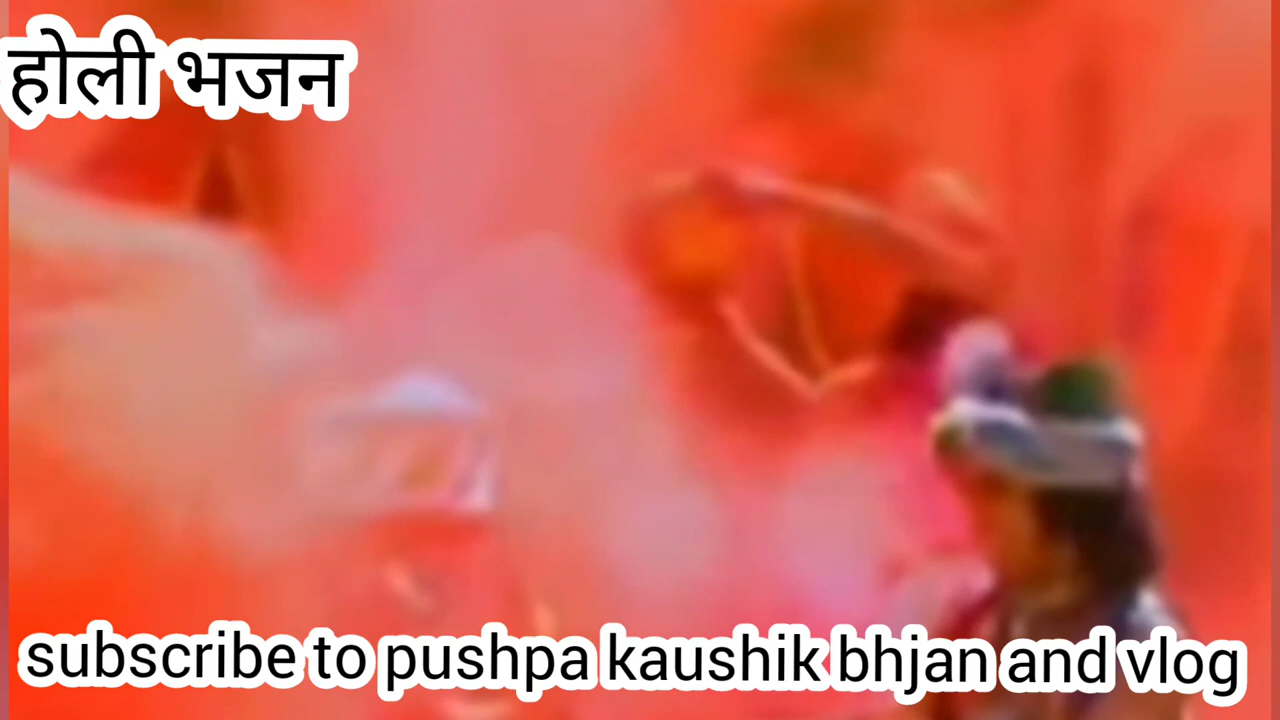 होली भजन
subscribe to pushpa kaushik bhjan and vlog